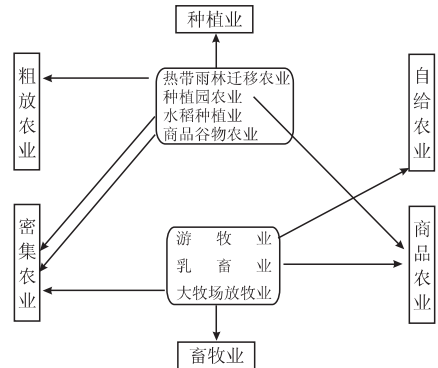 种植业
粗放农业
热带雨林迁移农业
种植园农业
水稻种植业
商品谷物农业
自给农业
密集农业
游 牧 业
乳 畜 业
大牧场放牧业
商品农业
畜牧业